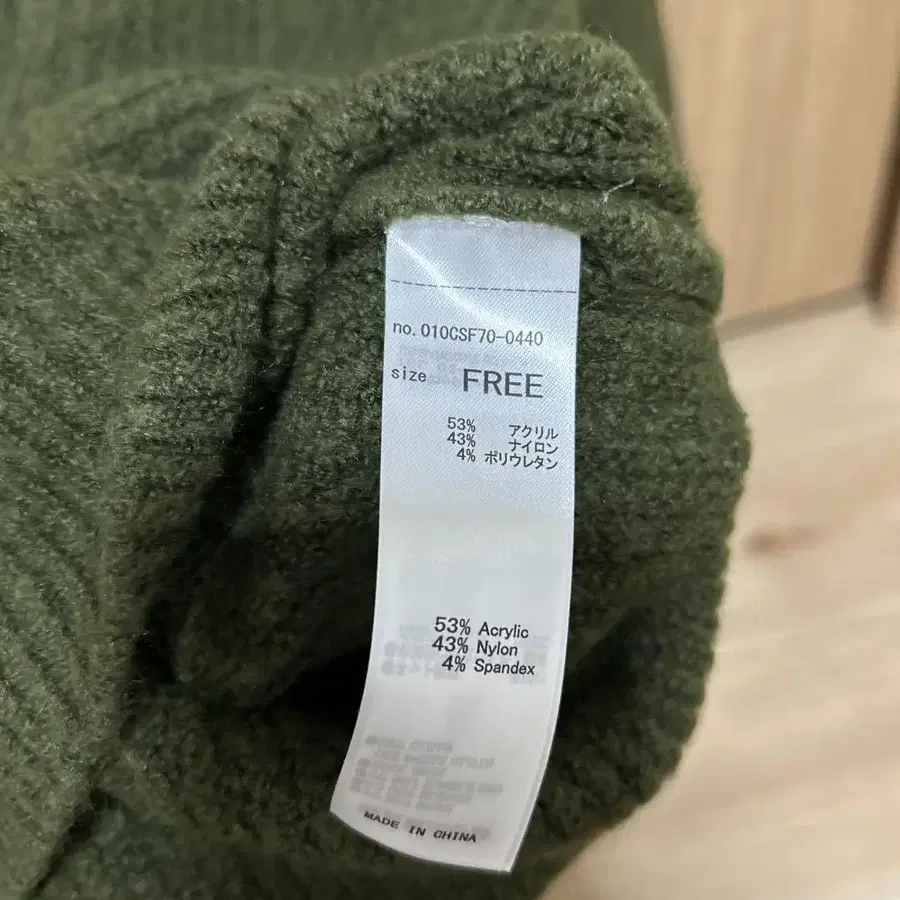 no. 010CSF70-0440
size FREE
53% アクリル
43% ナイロン
4% ポリウレタン
53% Acrylic
43% Nylon
4% Spandex
MADE IN CHINA